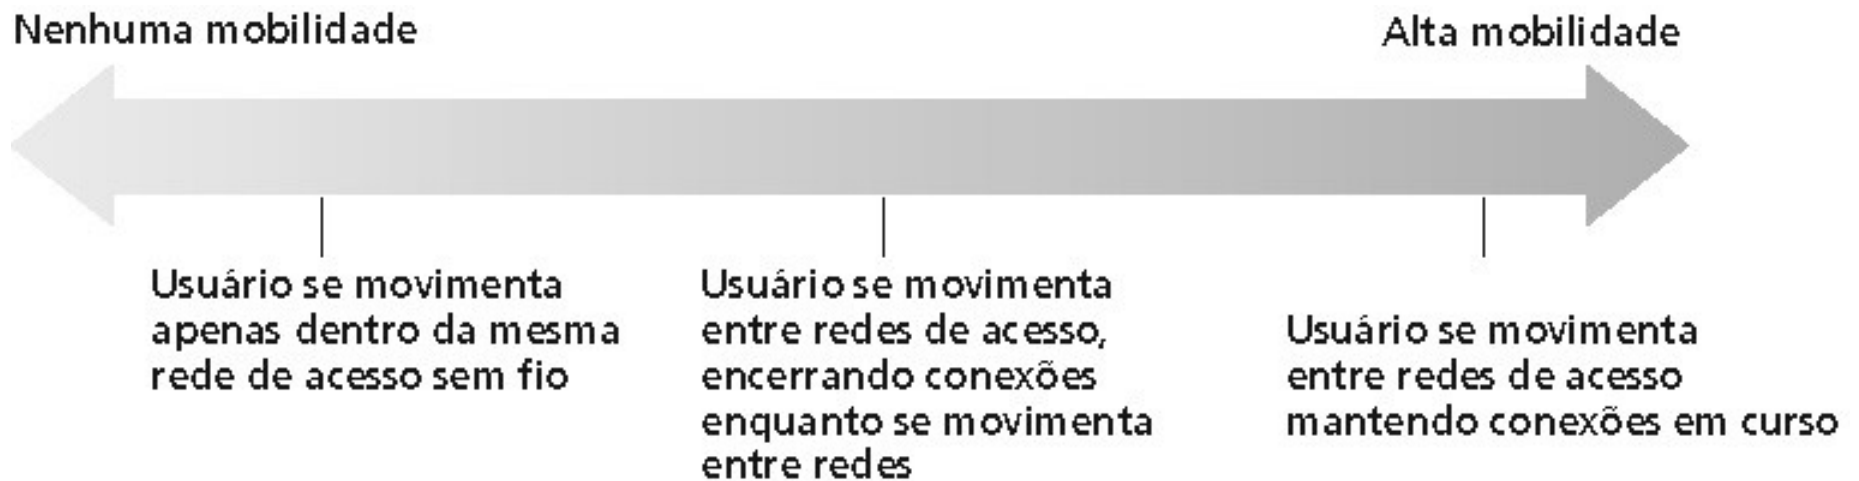 Nenhuma mobilidade
Alta mobilidade
Usuário se movimenta
apenas dentro da mesma
rede de acesso sem fio
Usuário se movimenta
entre redes de acesso,
encerrando conexões
enquanto se movimenta
entre redes
Usuário se movimenta
entre redes de acesso
mantendo conexões em curso